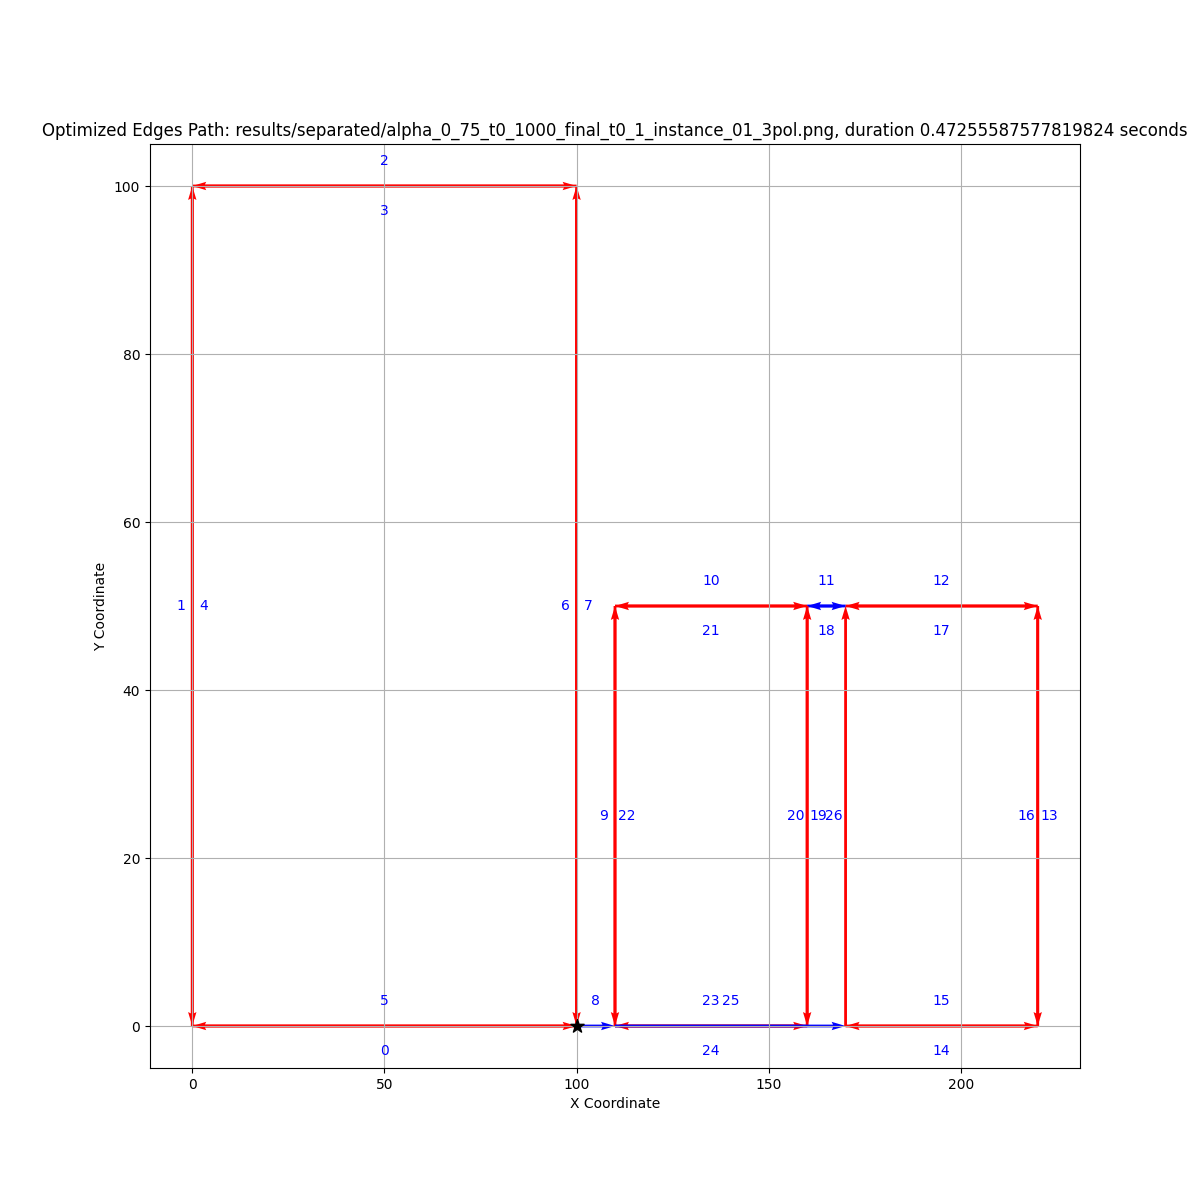 Optimized Edges Path: results/separated/alpha_0_75_t0_1000_final_t0_1_instance_01_3pol.png, duration 0.47255587577819824 seconds
2
100
3
80
60
10 11 12
1 4 6 7
21 18 17
Y Coordinate
40
9 22 20 19 26 16 13
20
5 8 23 25 15
0
0 24 14
0 50 100 150 200
X Coordinate